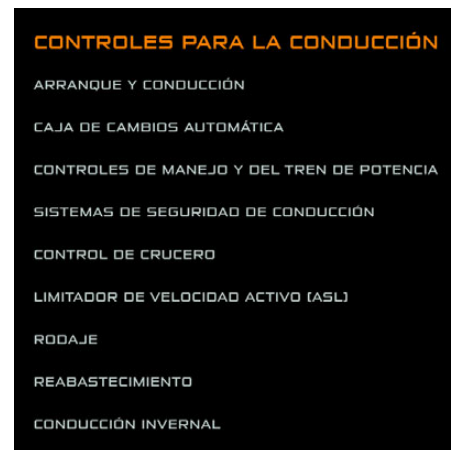 CONTROLES PARA LA CONDUCCIÓN
ARRANQUE Y CONDUCCIÓN
CAJA DE CAMBIOS AUTOMÁTICA
CONTROLES DE MANEJO Y DEL TREN DE POTENCIA
SISTEMAS DE SEGURIDAD DE CONDUCCIÓN
CONTROL DE CRUCERO
LIMITADOR DE VELOCIDAD ACTIVO (ASL)
RODAJE
REABASTECIMIENTO
CONDUCCIÓN INVERNAL